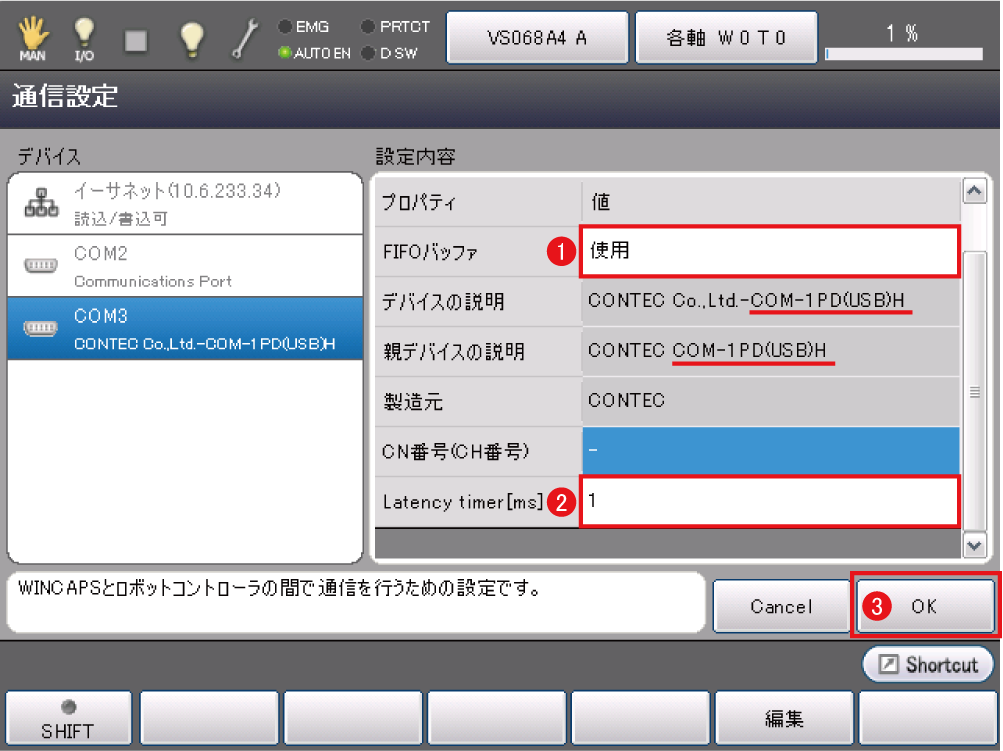 MAN
I/O
EMG
PRTCT
AUTO EN
D SW
VS068A4 A
各軸 W 0 T 0
1 %
通信設定
デバイス
イーサネット(10.6.233.34)
読込/書込可
COM2
Communications Port
COM3
CONTEC Co.,Ltd.-COM-1PD(USB)H
設定内容
プロパティ 値
FIFOバッファ 1 使用
デバイスの説明 CONTEC Co.,Ltd.-COM-1PD(USB)H
親デバイスの説明 CONTEC COM-1PD(USB)H
製造元 CONTEC
CN番号(CH番号) -
Latency timer[ms] 2 1
WINCAPSとロボットコントローラの間で通信を行うための設定です。
Cancel
3 OK
Shortcut
SHIFT
編集